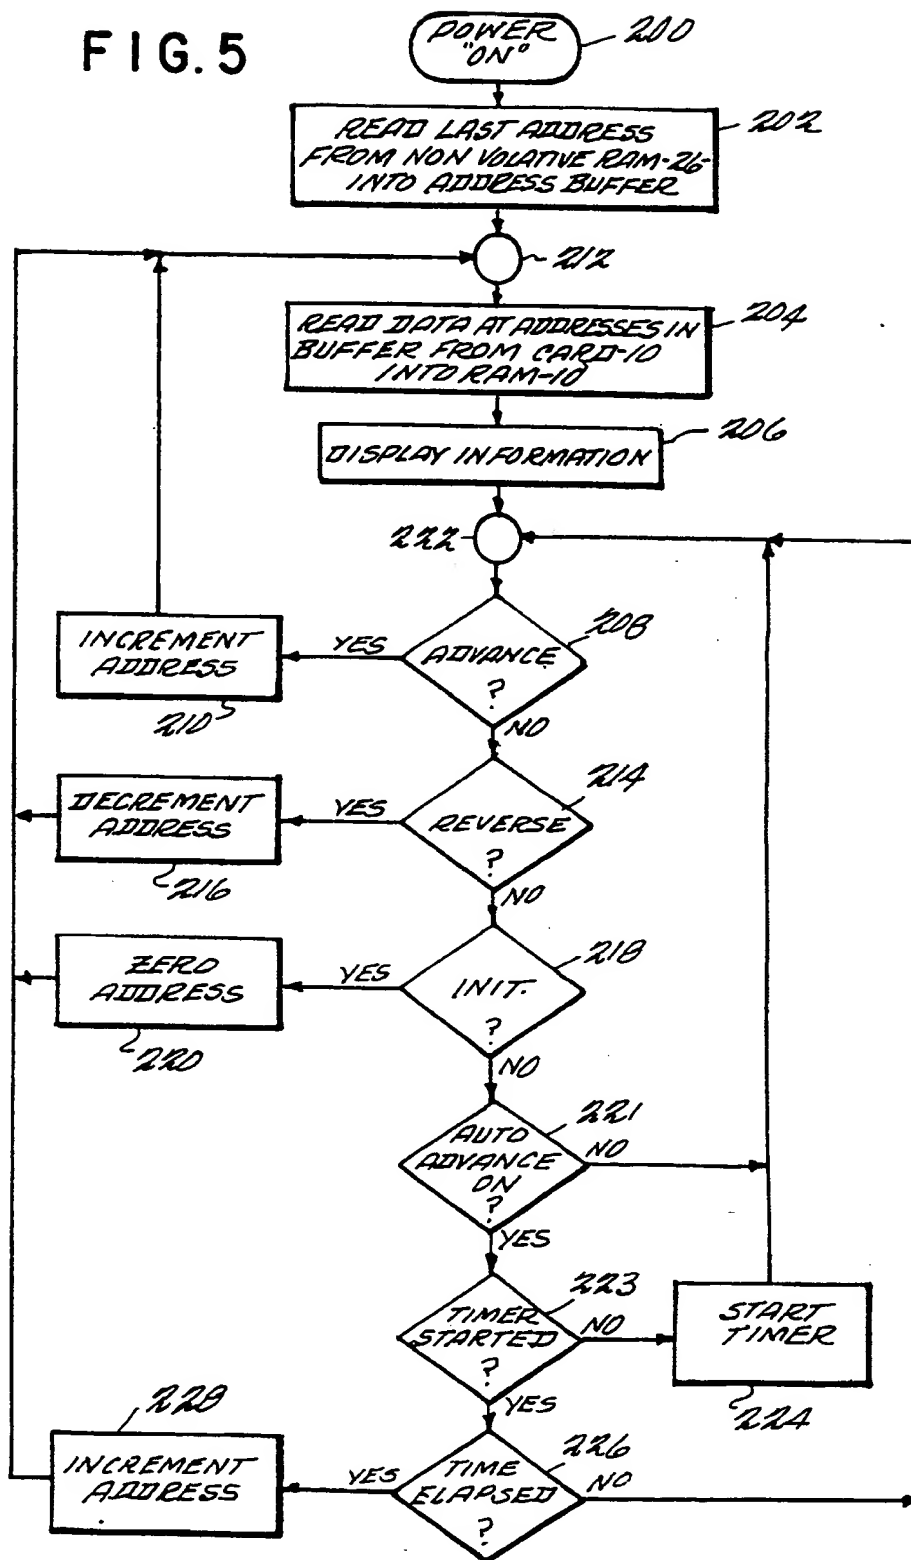 FIG. 5
POWER
"ON"
200
READ LAST ADDRESS
FROM NON VOLATIVE RAM-26-
INTO ADDRESS BUFFER
202
212
READ DATA AT ADDRESSES IN
BUFFER FROM CARD-10
INTO RAM-10
204
DISPLAY INFORMATION
206
222
ADVANCE
?
208
YES
INCREMENT
ADDRESS
210
NO
REVERSE
?
214
YES
DECREMENT
ADDRESS
216
NO
INIT.
?
218
YES
ZERO
ADDRESS
220
NO
AUTO
ADVANCE
ON
?
221
NO
YES
TIMER
STARTED
?
223
NO
START
TIMER
224
YES
TIME
ELAPSED
?
226
NO
YES
INCREMENT
ADDRESS
228